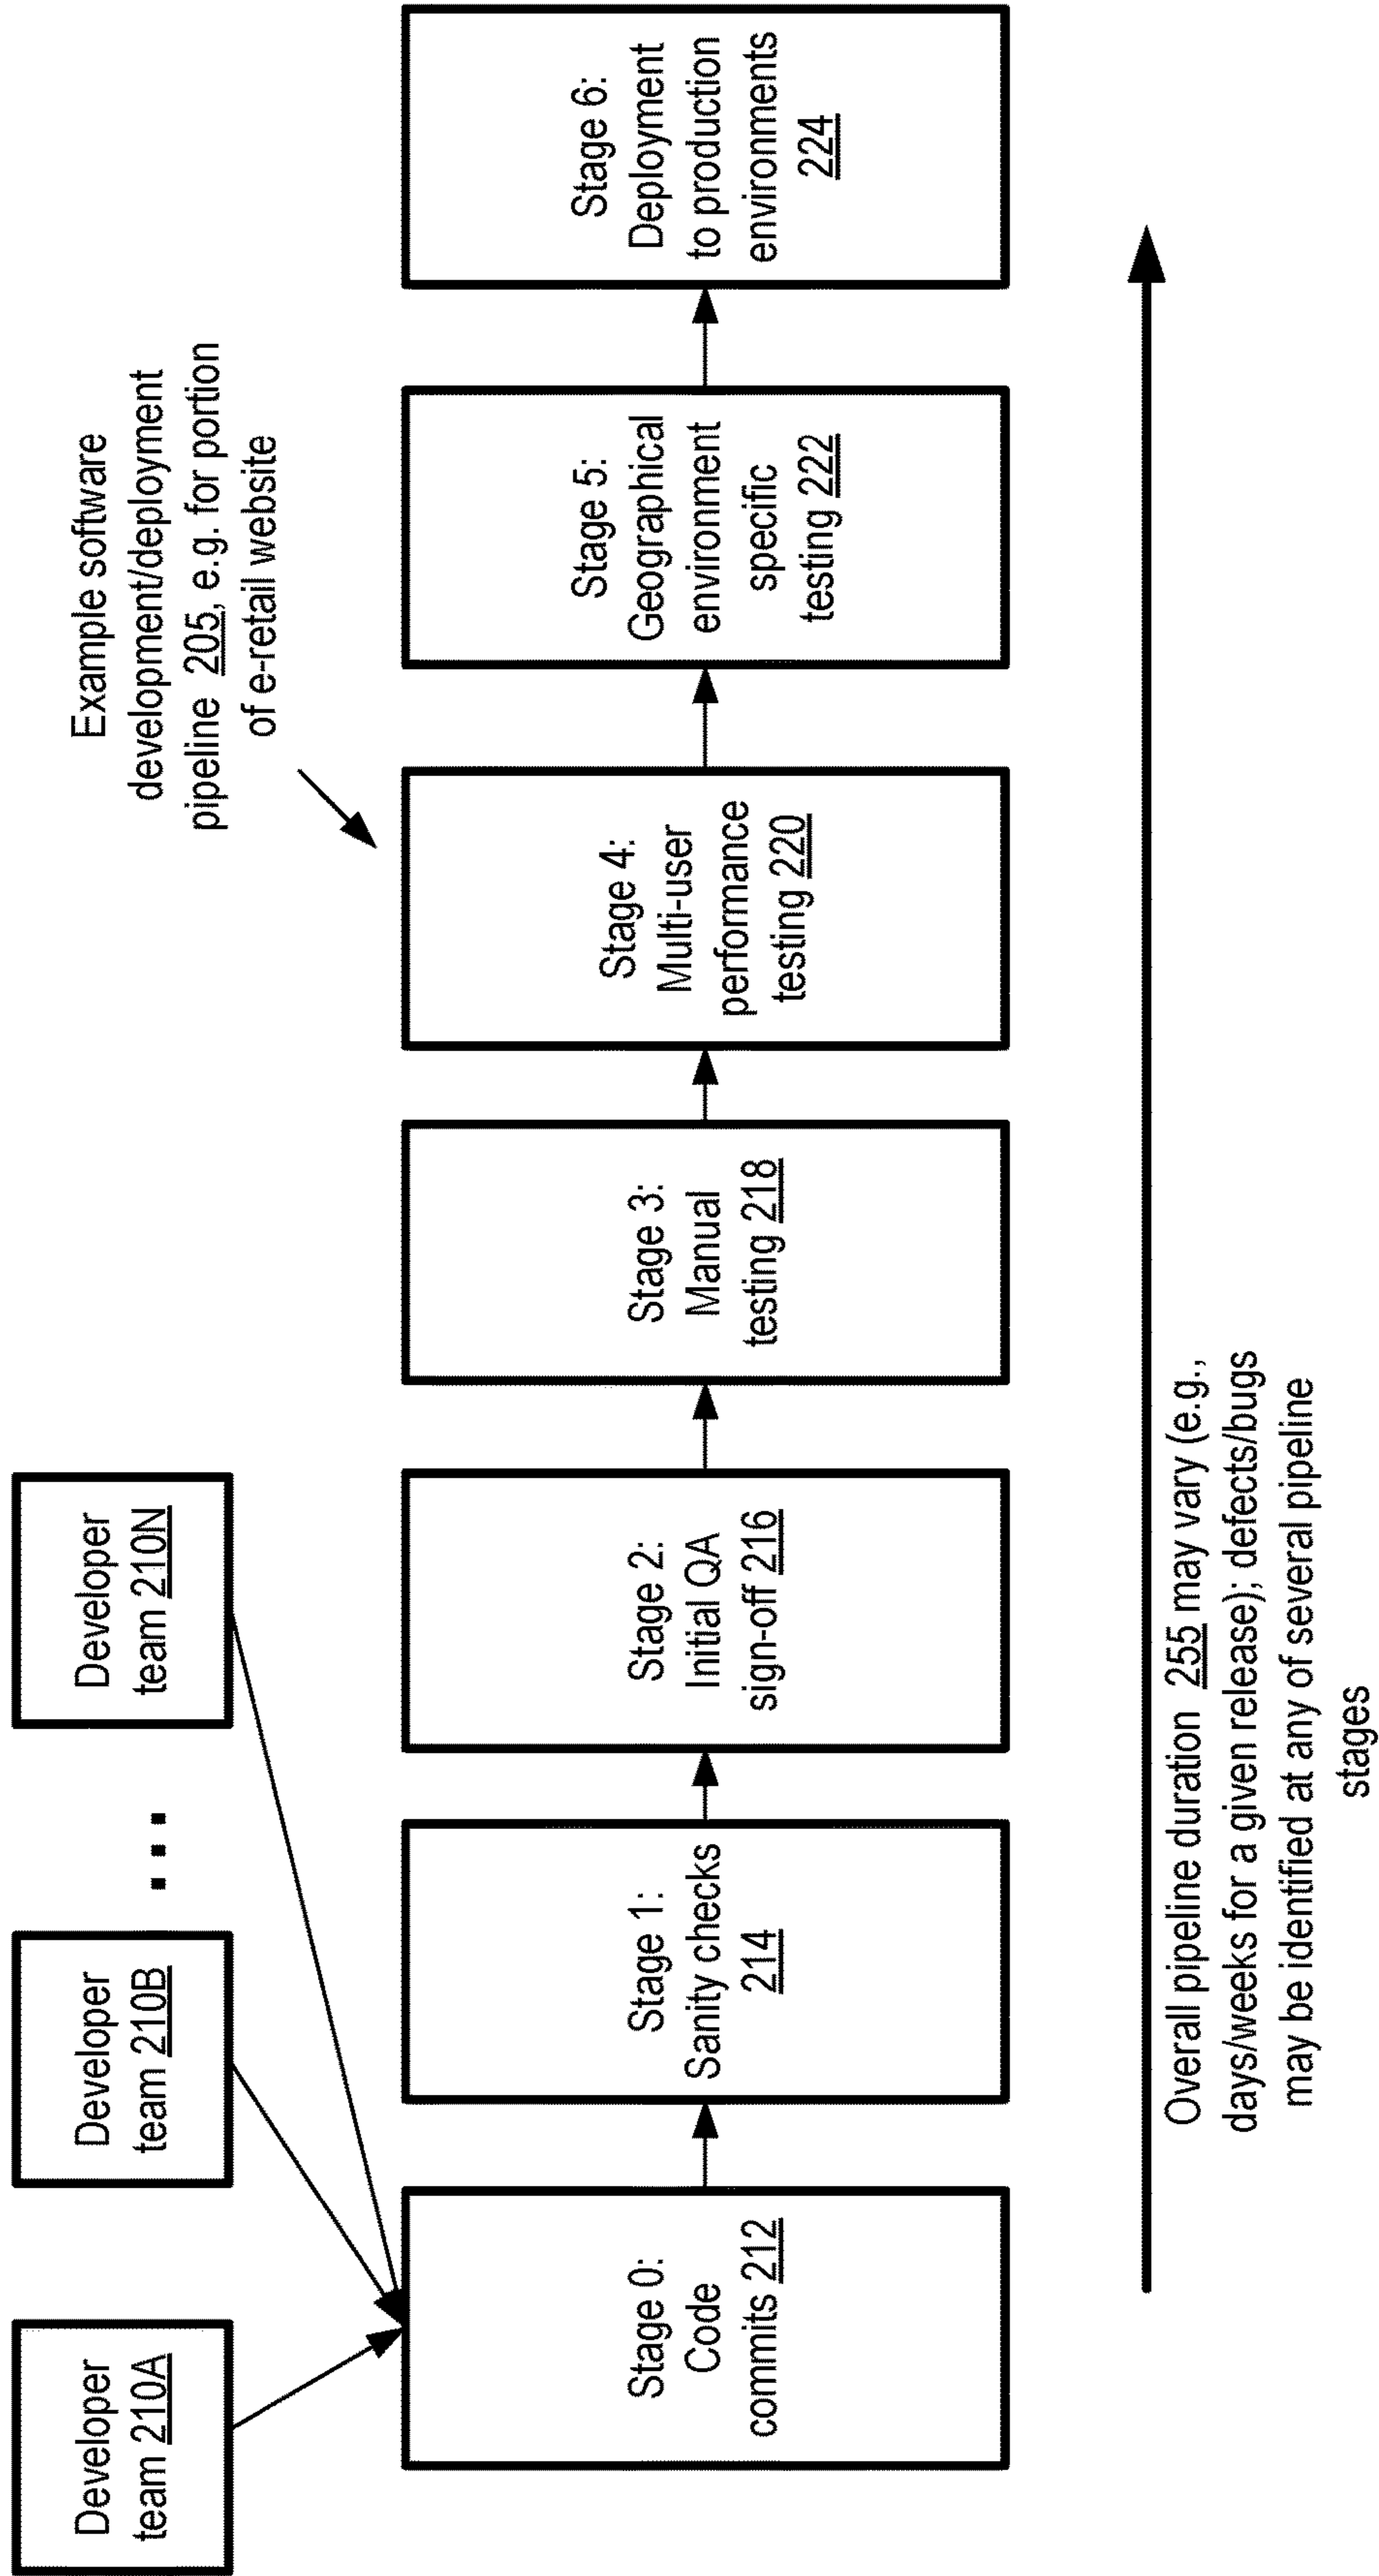 Developer
team 210A
Developer
team 210B
...
Developer
team 210N
Example software
development/deployment
pipeline 205, e.g. for portion
of e-retail website
Stage 0:
Code
commits 212
Stage 1:
Sanity checks
214
Stage 2:
Initial QA
sign-off 216
Stage 3:
Manual
testing 218
Stage 4:
Multi-user
performance
testing 220
Stage 5:
Geographical
environment
specific
testing 222
Stage 6:
Deployment
to production
environments
224
Overall pipeline duration 255 may vary (e.g.,
days/weeks for a given release); defects/bugs
may be identified at any of several pipeline
stages